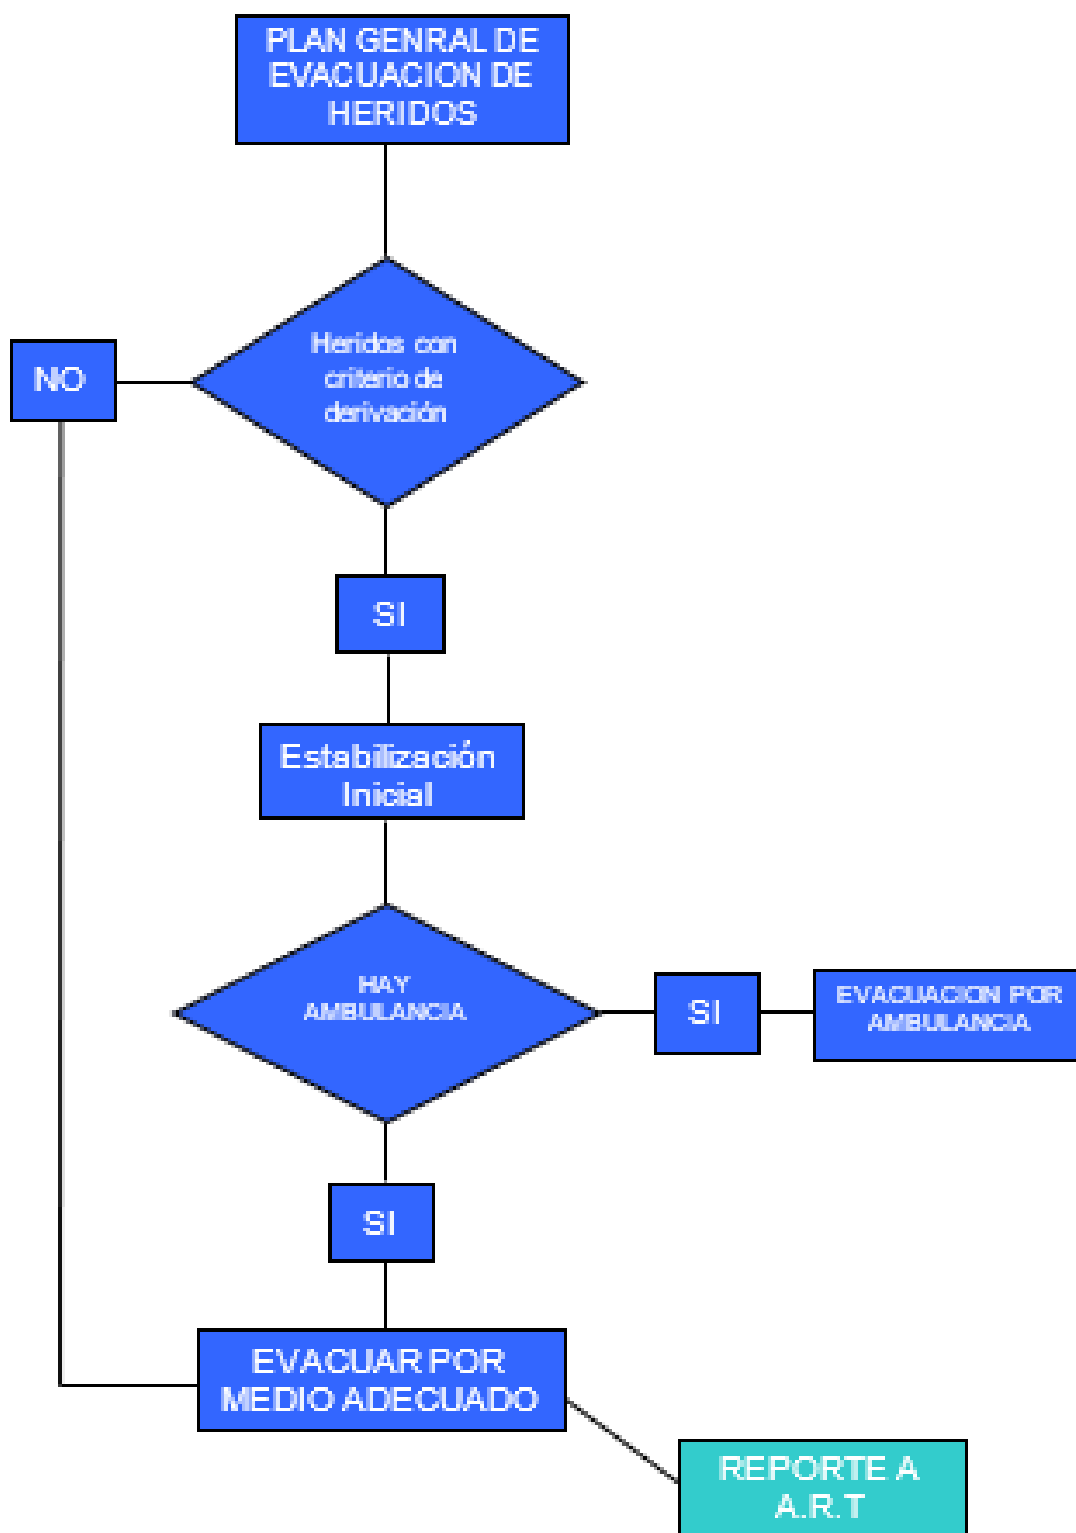 PLAN GENRAL DE
EVACUACION DE
HERIDOS
Heridos con
criterio de
derivación
NO
SI
Estabilización
Inicial
HAY
AMBULANCIA
SI
EVACUACION POR
AMBULANCIA
SI
EVACUAR POR
MEDIO ADECUADO
REPORTE A
A.R.T